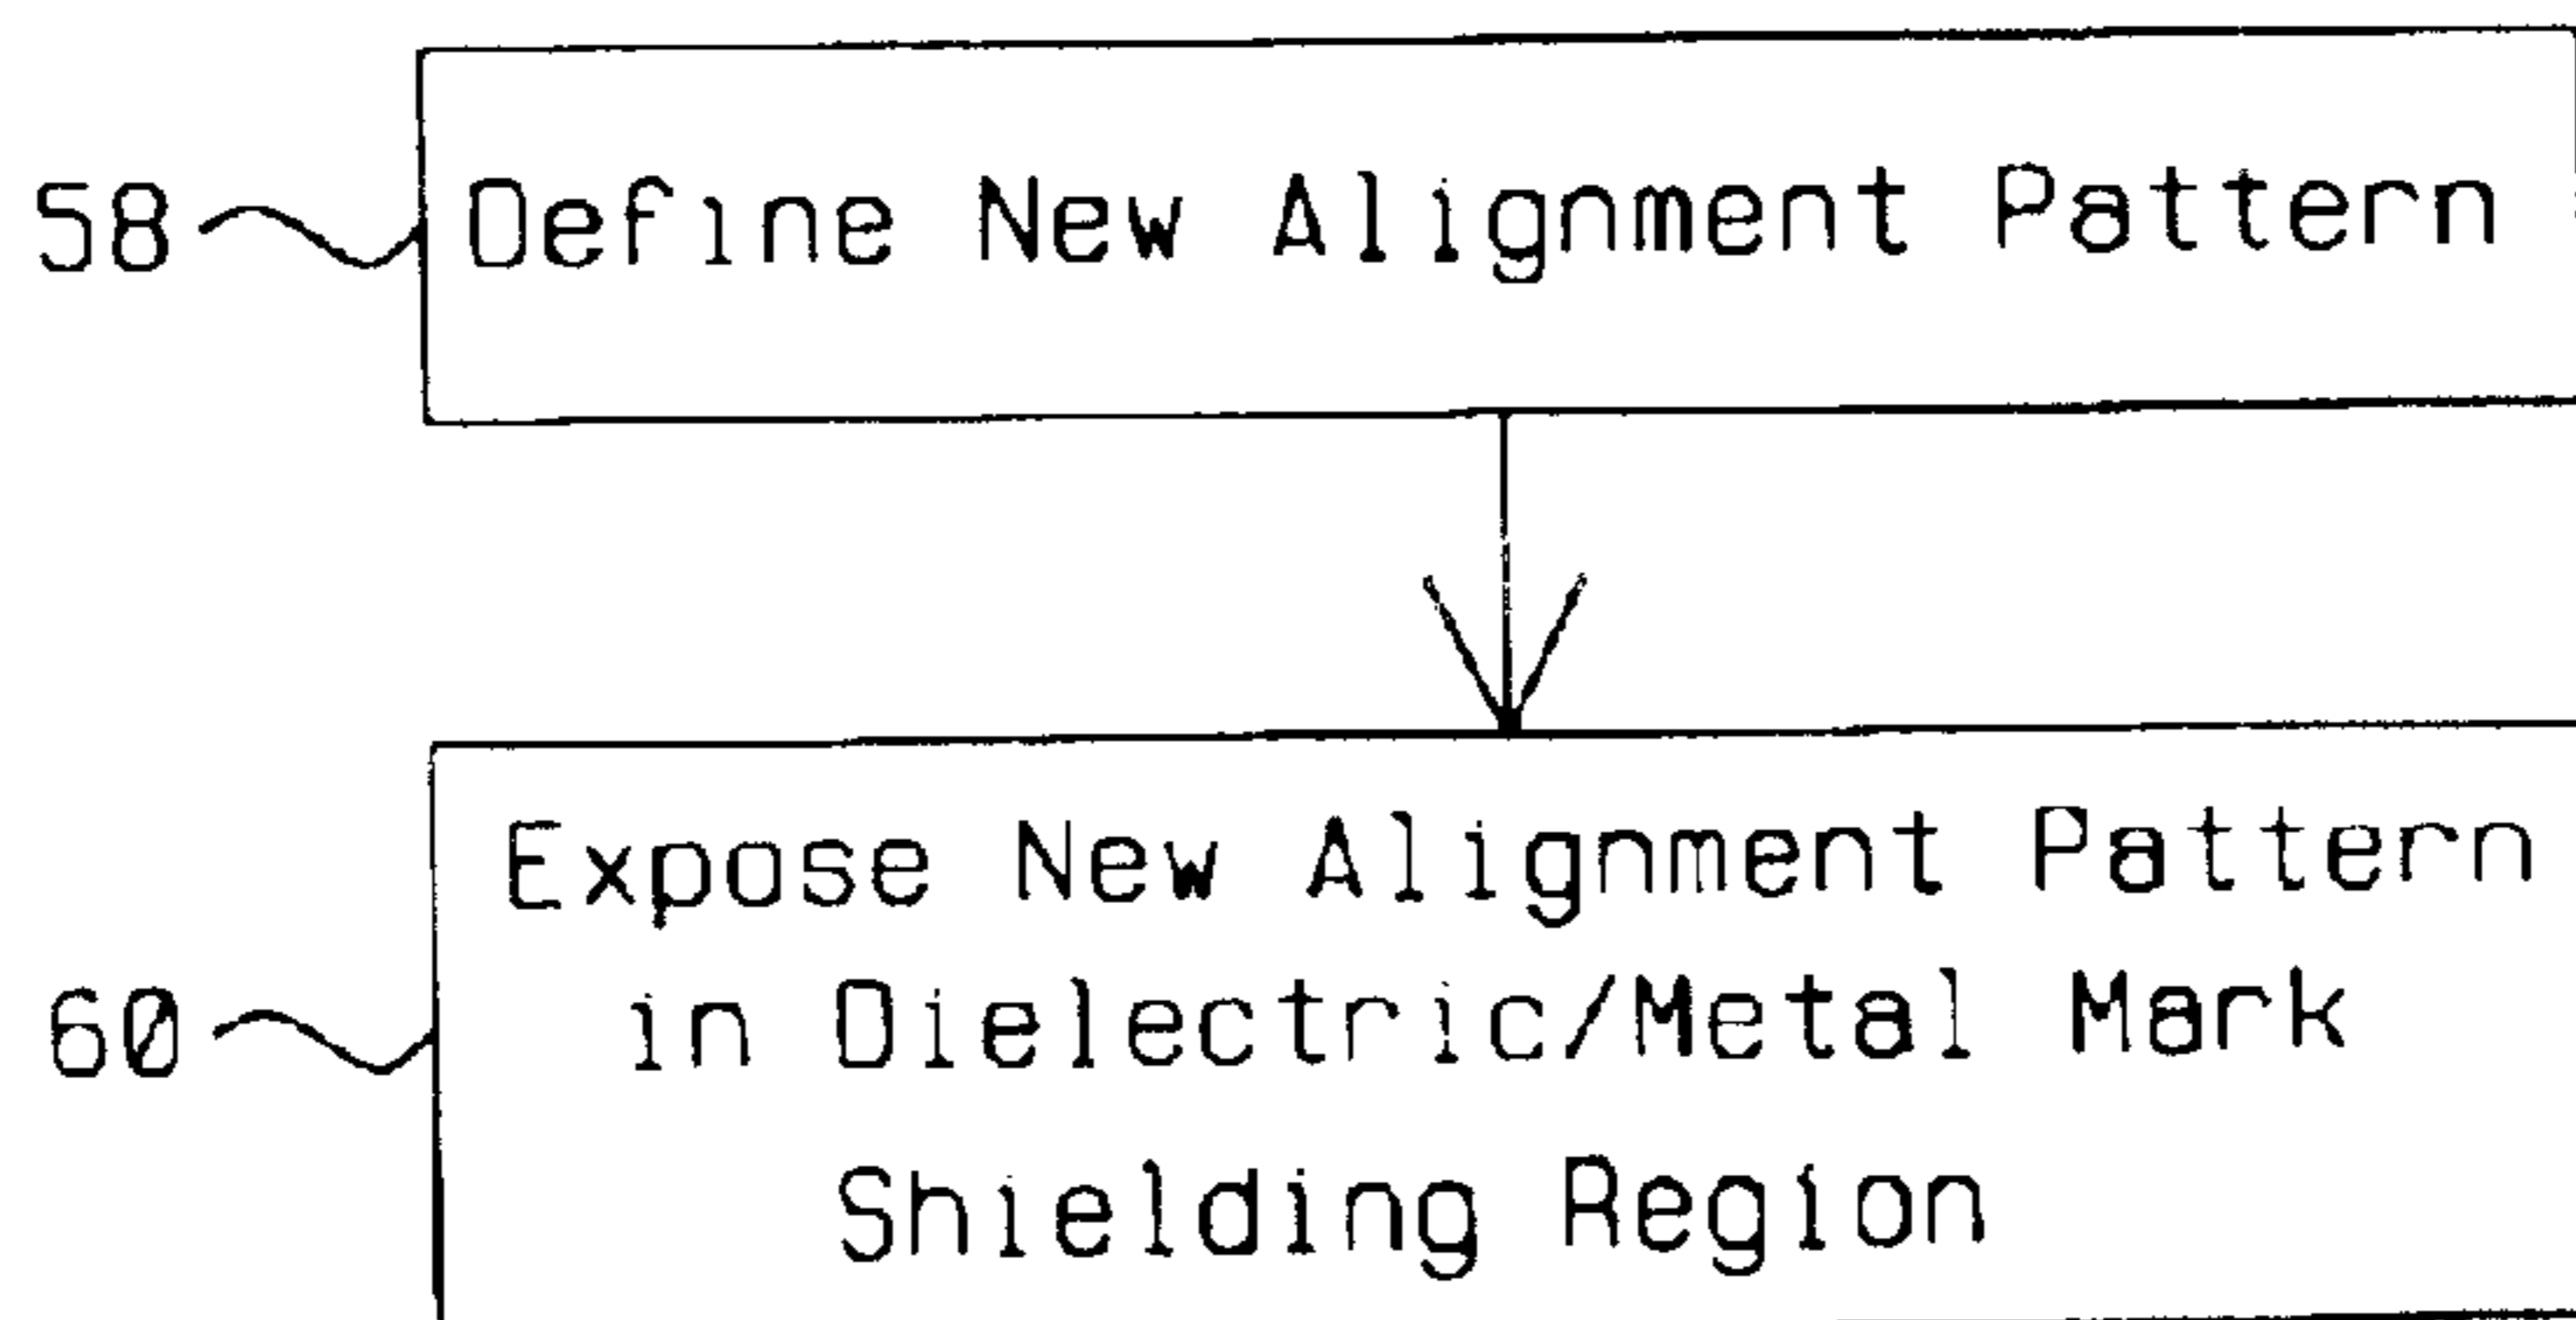 58 Define New Alignment Pattern
Expose New Alignment Pattern
60 in Dielectric/Metal Mark
Shielding Region